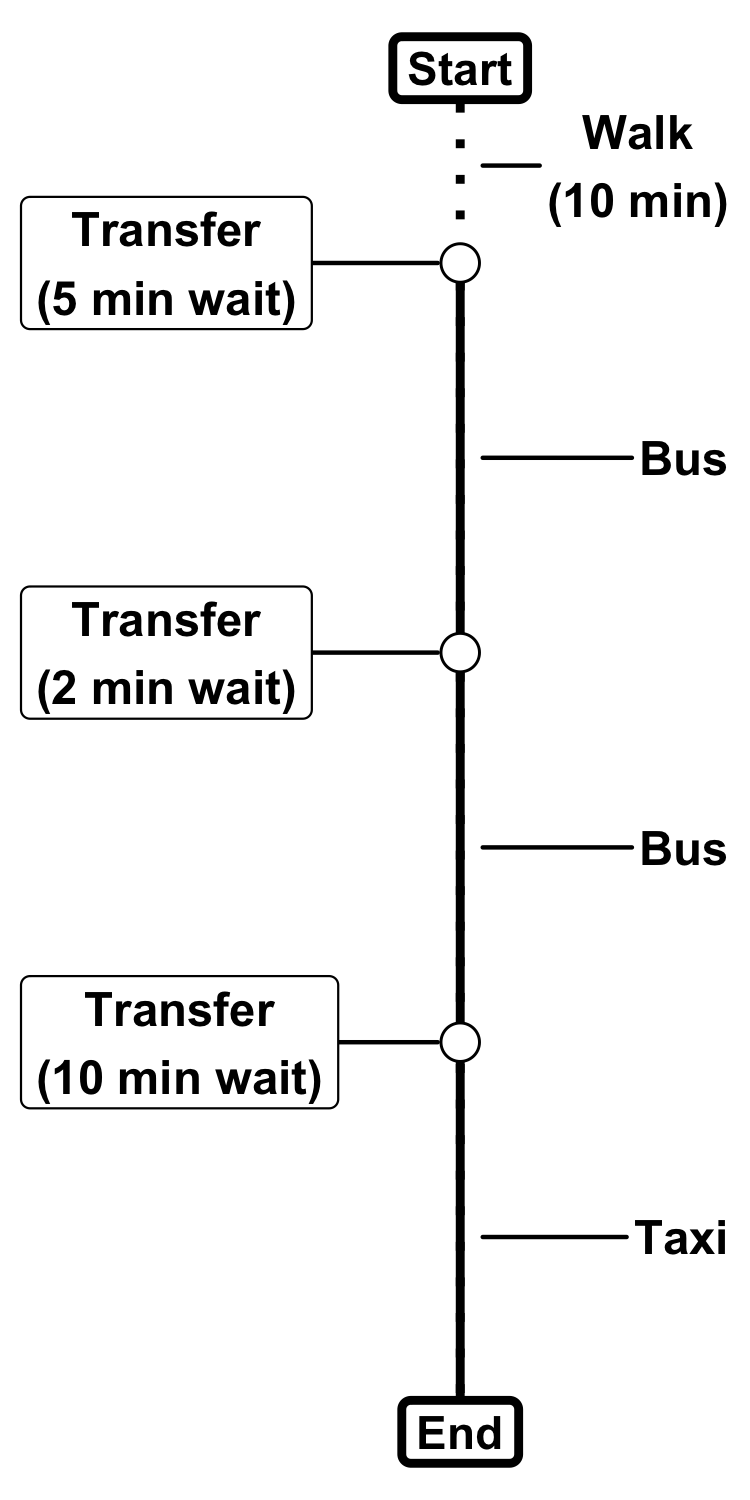 Start
Walk
(10 min)
Transfer
(5 min wait)
Bus
Transfer
(2 min wait)
Bus
Transfer
(10 min wait)
Taxi
End